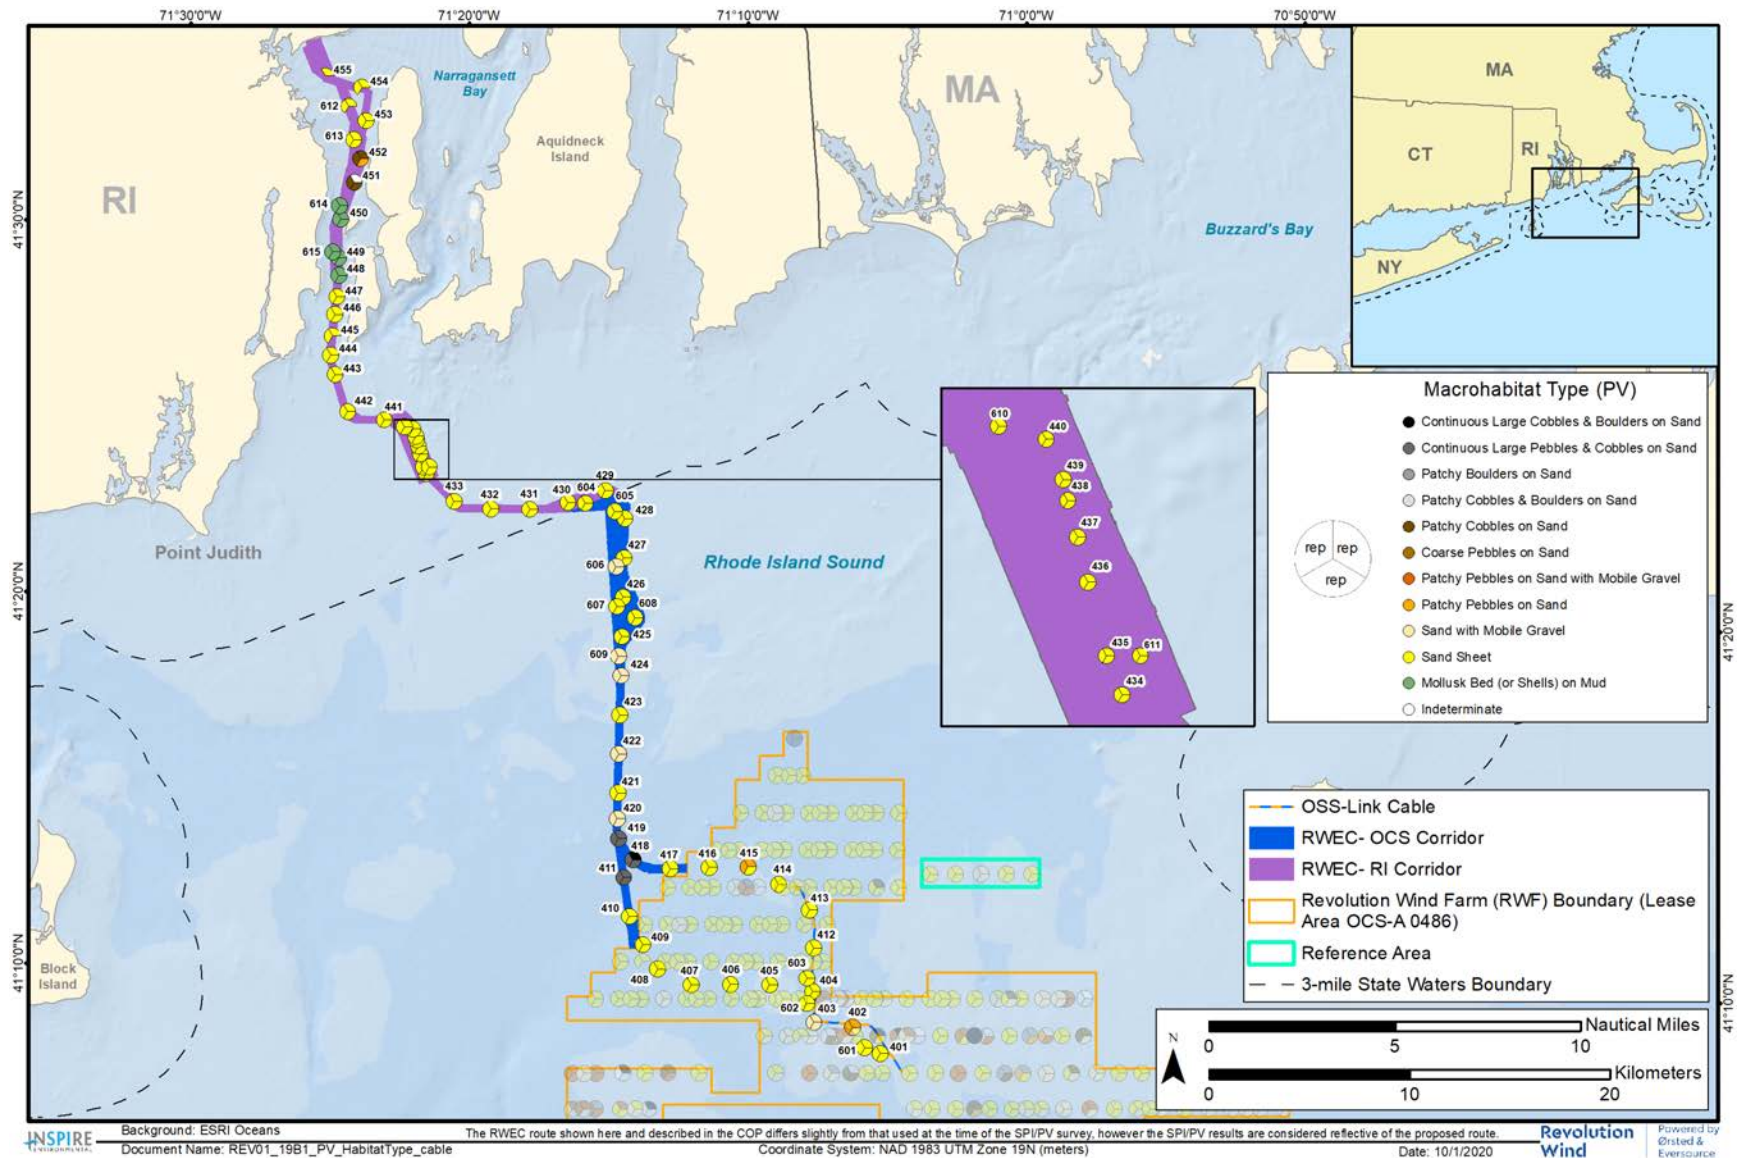 71°30'0"W
71°20'0"W
71°10'0"W
71°0'0"W
70°50'0"W
455
454
Narragansett
Bay
MA
612
453
613
452
Aquidneck
Island
451
RI
614
450
41°30'0"N
615
449
448
447
446
445
444
443
442
441
Buzzard's Bay
MA
CT
RI
NY
429
433
432
431
430
604
605
428
Point Judith
427
606
Rhode Island Sound
426
607
608
41°20'0"N
41°20'0"N
425
609
424
423
422
421
420
419
418
411
417
416
415
414
410
413
409
412
408
407
406
405
603
404
602
403
402
601
401
Block
Island
41°10'0"N
41°10'0"N
610
440
439
438
437
436
435
611
434
Macrohabitat Type (PV)
rep
rep
rep
Continuous Large Cobbles & Boulders on Sand
Continuous Large Pebbles & Cobbles on Sand
Patchy Boulders on Sand
Patchy Cobbles & Boulders on Sand
Patchy Cobbles on Sand
Coarse Pebbles on Sand
Patchy Pebbles on Sand with Mobile Gravel
Patchy Pebbles on Sand
Sand with Mobile Gravel
Sand Sheet
Mollusk Bed (or Shells) on Mud
Indeterminate
OSS-Link Cable
RWEC- OCS Corridor
RWEC- RI Corridor
Revolution Wind Farm (RWF) Boundary (Lease
Area OCS-A 0486)
Reference Area
3-mile State Waters Boundary
N
Nautical Miles
0
5
10
Kilometers
0
10
20
INSPIRE
ENVIRONMENTAL
Background: ESRI Oceans
Document Name: REV01_19B1_PV_HabitatType_cable
The RWEC route shown here and described in the COP differs slightly from that used at the time of the SPI/PV survey, however the SPI/PV results are considered reflective of the proposed route.
Coordinate System: NAD 1983 UTM Zone 19N (meters)
Date: 10/1/2020
Revolution
Wind
Powered by
Ørsted &
Eversource